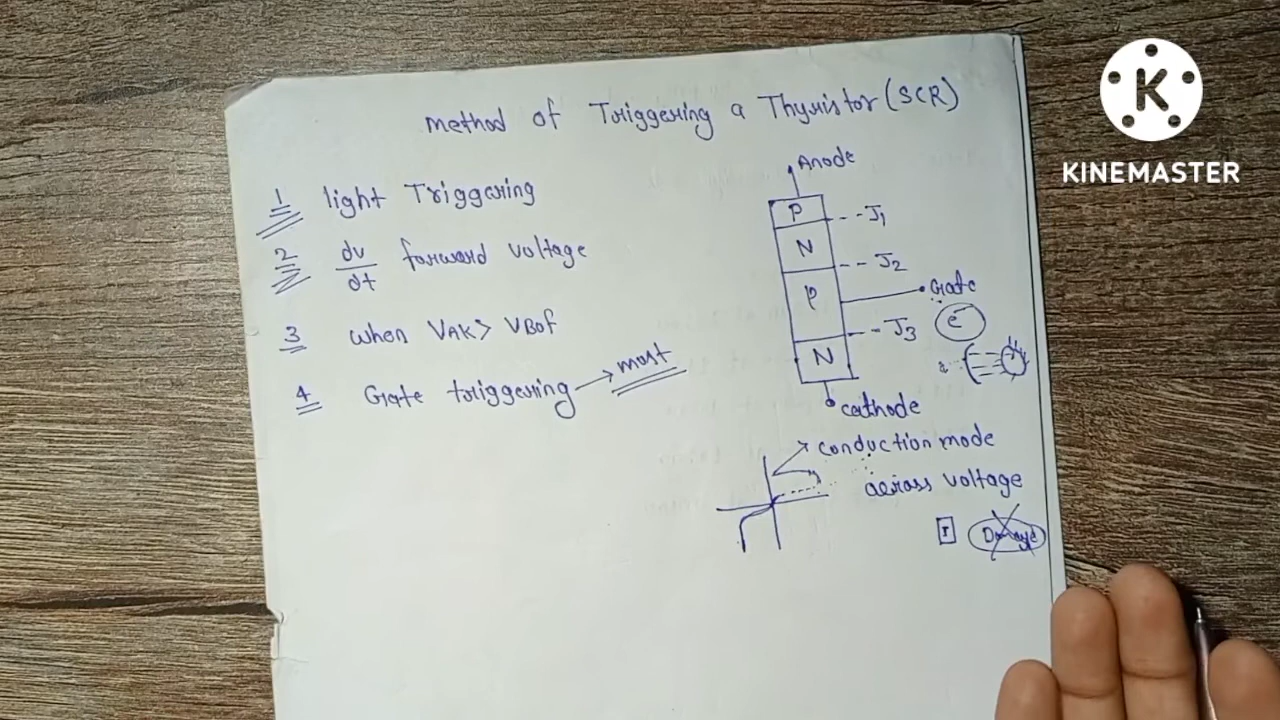 Method of Triggering a Thyristor (SCR)
1 light Triggering
2 dv/dt forward voltage
3 when VAK > VBof
4 Gate triggering → most
Anode
P
J1
N
J2
P
Gate
e-
J3
N
cathode
conduction mode
across voltage
I
K
KINEMASTER